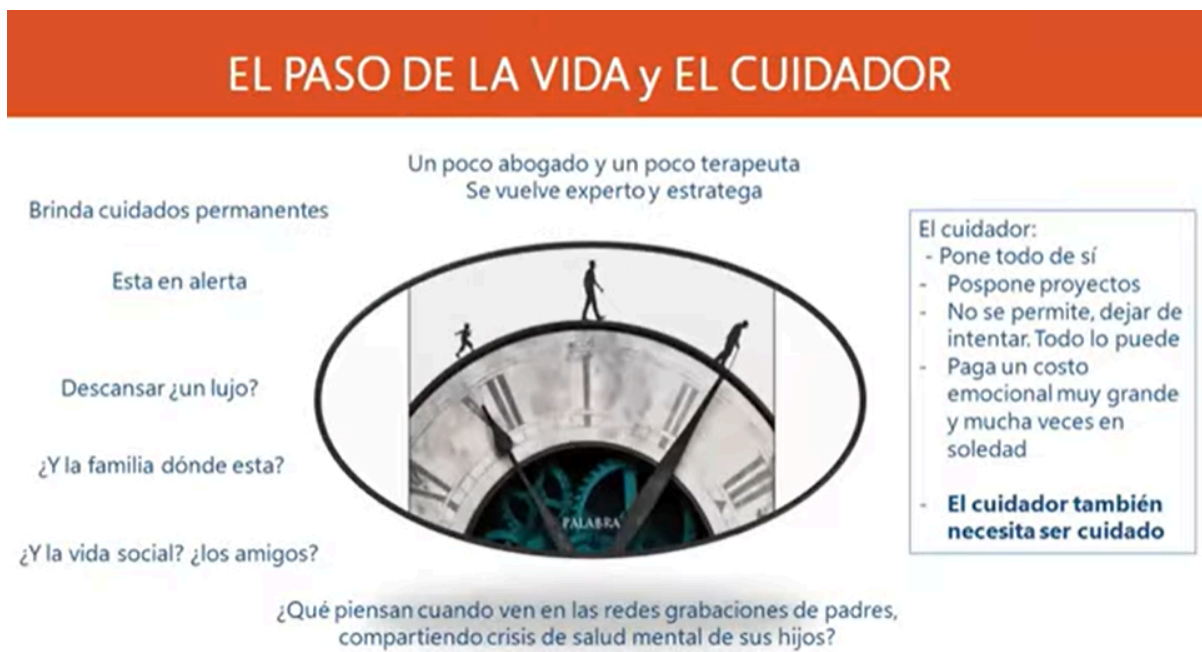 EL PASO DE LA VIDA y EL CUIDADOR
Un poco abogado y un poco terapeuta
Se vuelve experto y estratega
Brinda cuidados permanentes
Esta en alerta
Descansar ¿un lujo?
¿Y la familia dónde esta?
¿Y la vida social? ¿los amigos?
PALABRA
El cuidador:
- Pone todo de sí
- Pospone proyectos
- No se permite, dejar de
intentar. Todo lo puede
- Paga un costo
emocional muy grande
y mucha veces en
soledad
- El cuidador también
necesita ser cuidado
¿Qué piensan cuando ven en las redes grabaciones de padres,
compartiendo crisis de salud mental de sus hijos?